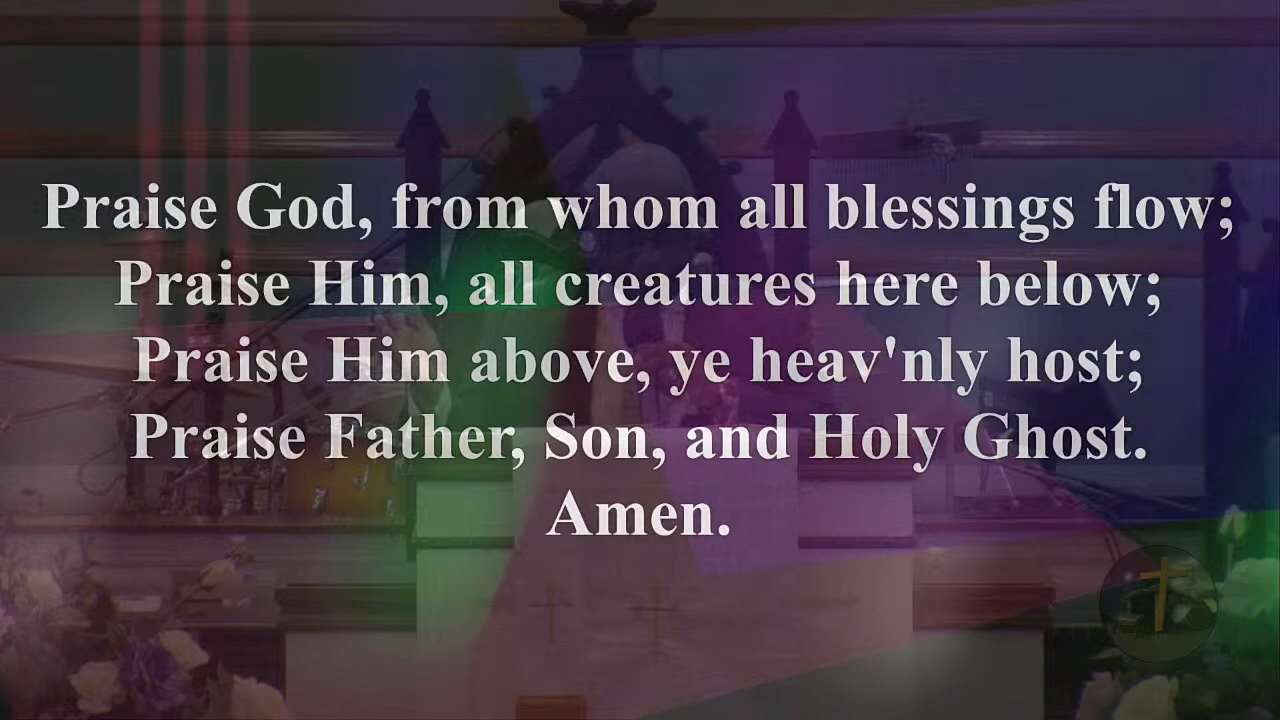 Praise God, from whom all blessings flow;
Praise Him, all creatures here below;
Praise Him above, ye heav'nly host;
Praise Father, Son, and Holy Ghost.
Amen.